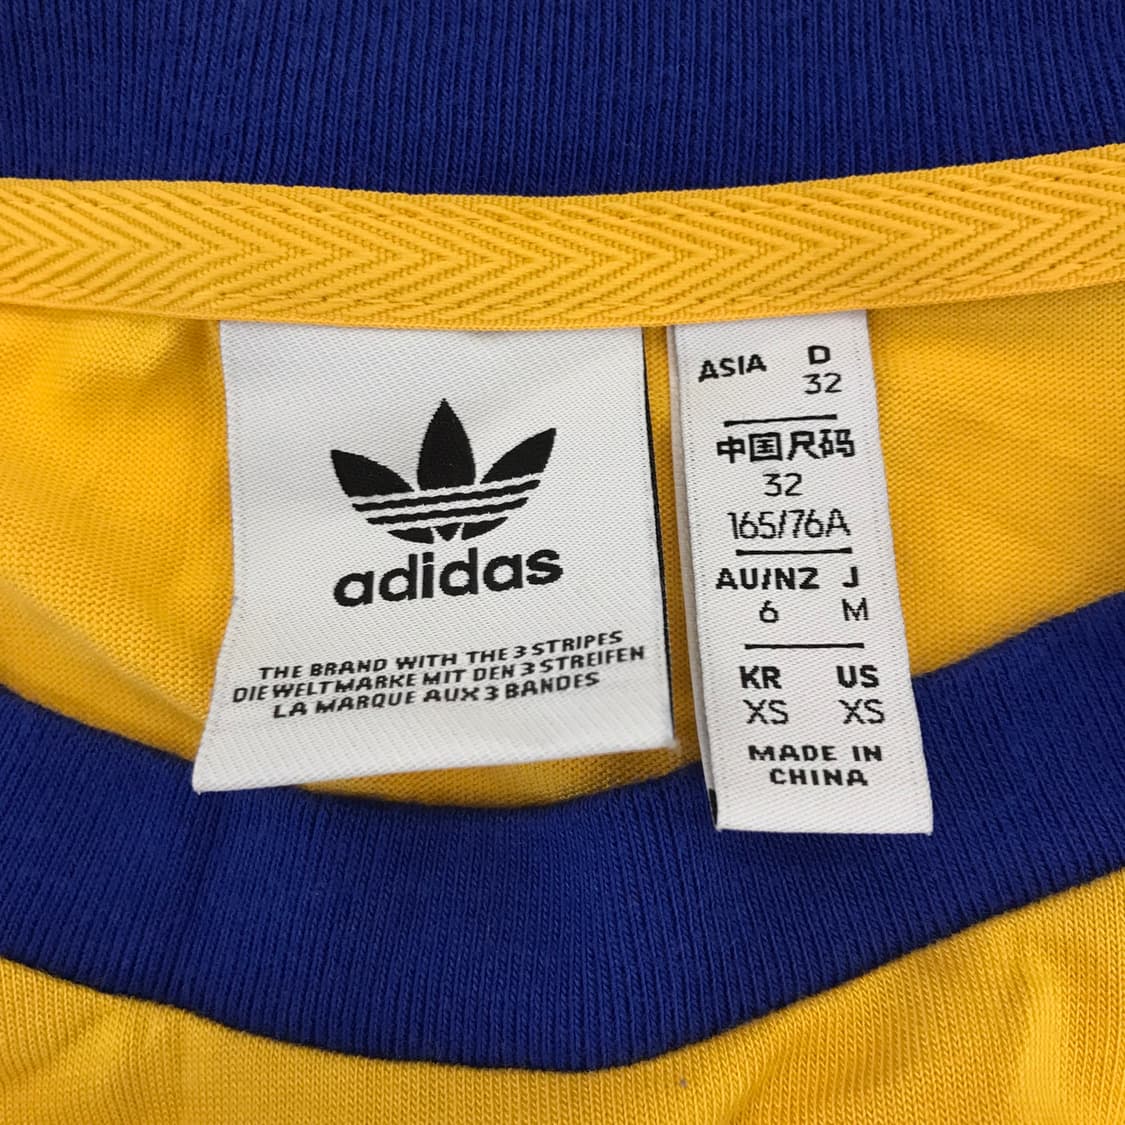 adidas
THE BRAND WITH THE 3 STRIPES
DIE WELTMARKE MIT DEN 3 STREIFEN
LA MARQUE AUX 3 BANDES
ASIA D
32
中国尺码
32
165/76A
AU/NZ J
6 M
KR US
XS XS
MADE IN
CHINA